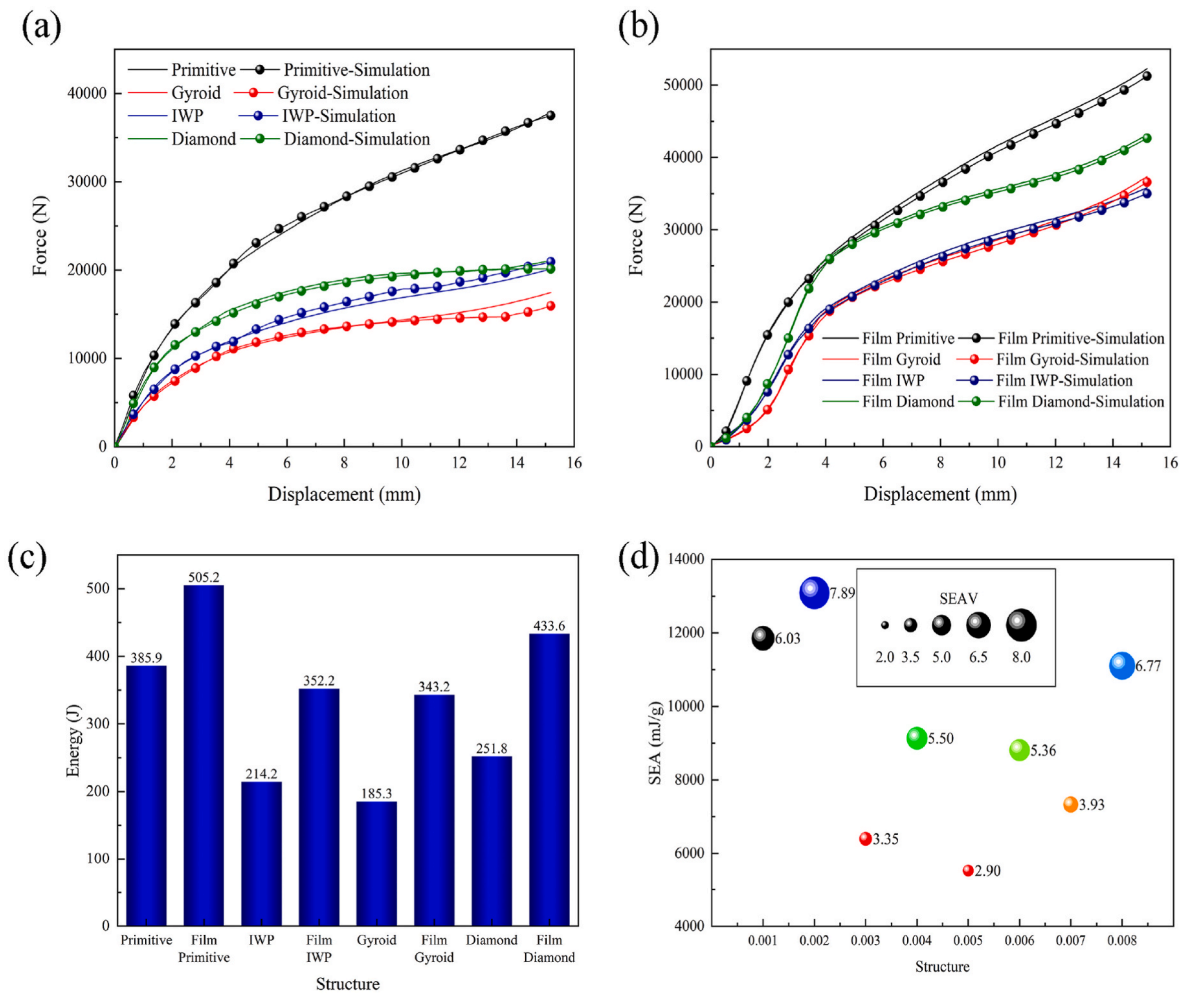 (a)
Primitive Primitive-Simulation
Gyroid Gyroid-Simulation
IWP IWP-Simulation
Diamond Diamond-Simulation
40000
30000
20000
10000
0
0 2 4 6 8 10 12 14 16
Force (N)
Displacement (mm)
(b)
50000
40000
30000
20000
10000
0
Film Primitive Film Primitive-Simulation
Film Gyroid Film Gyroid-Simulation
Film IWP Film IWP-Simulation
Film Diamond Film Diamond-Simulation
0 2 4 6 8 10 12 14 16
Force (N)
Displacement (mm)
(c)
500
400
300
200
100
0
Energy (J)
385.9
505.2
214.2
352.2
185.3
343.2
251.8
433.6
Primitive Film IWP Film Gyroid Film Diamond Film
Primitive IWP Gyroid Diamond
Structure
(d)
14000
12000
10000
8000
6000
4000
SEA (mJ/g)
SEAV
2.0 3.5 5.0 6.5 8.0
6.03
7.89
3.35
5.50
2.90
5.36
3.93
6.77
0.001 0.002 0.003 0.004 0.005 0.006 0.007 0.008
Structure